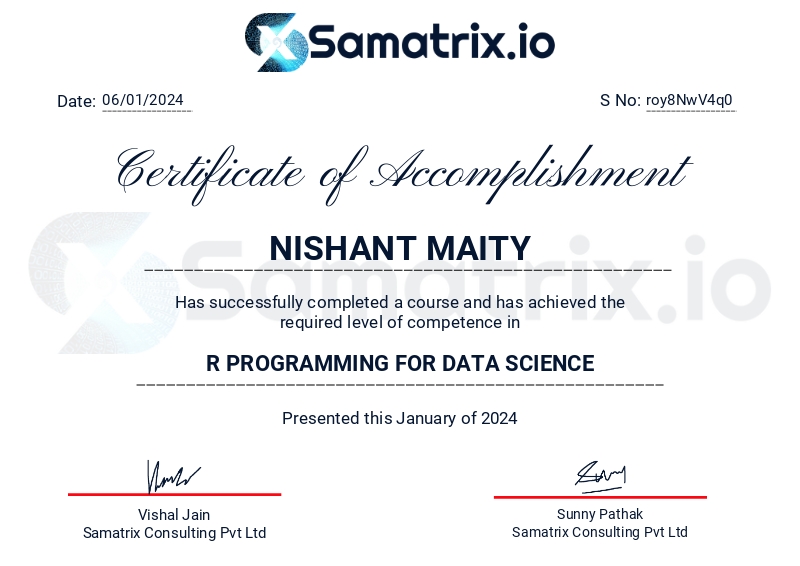 Samatrix.io
Date: 06/01/2024
S No: roy8NwV4q0
Certificate of Accomplishment
NISHANT MAITY
Samatrix.io
Has successfully completed a course and has achieved the
required level of competence in
R PROGRAMMING FOR DATA SCIENCE
Presented this January of 2024
Vishal Jain
Samatrix Consulting Pvt Ltd
Sunny Pathak
Samatrix Consulting Pvt Ltd